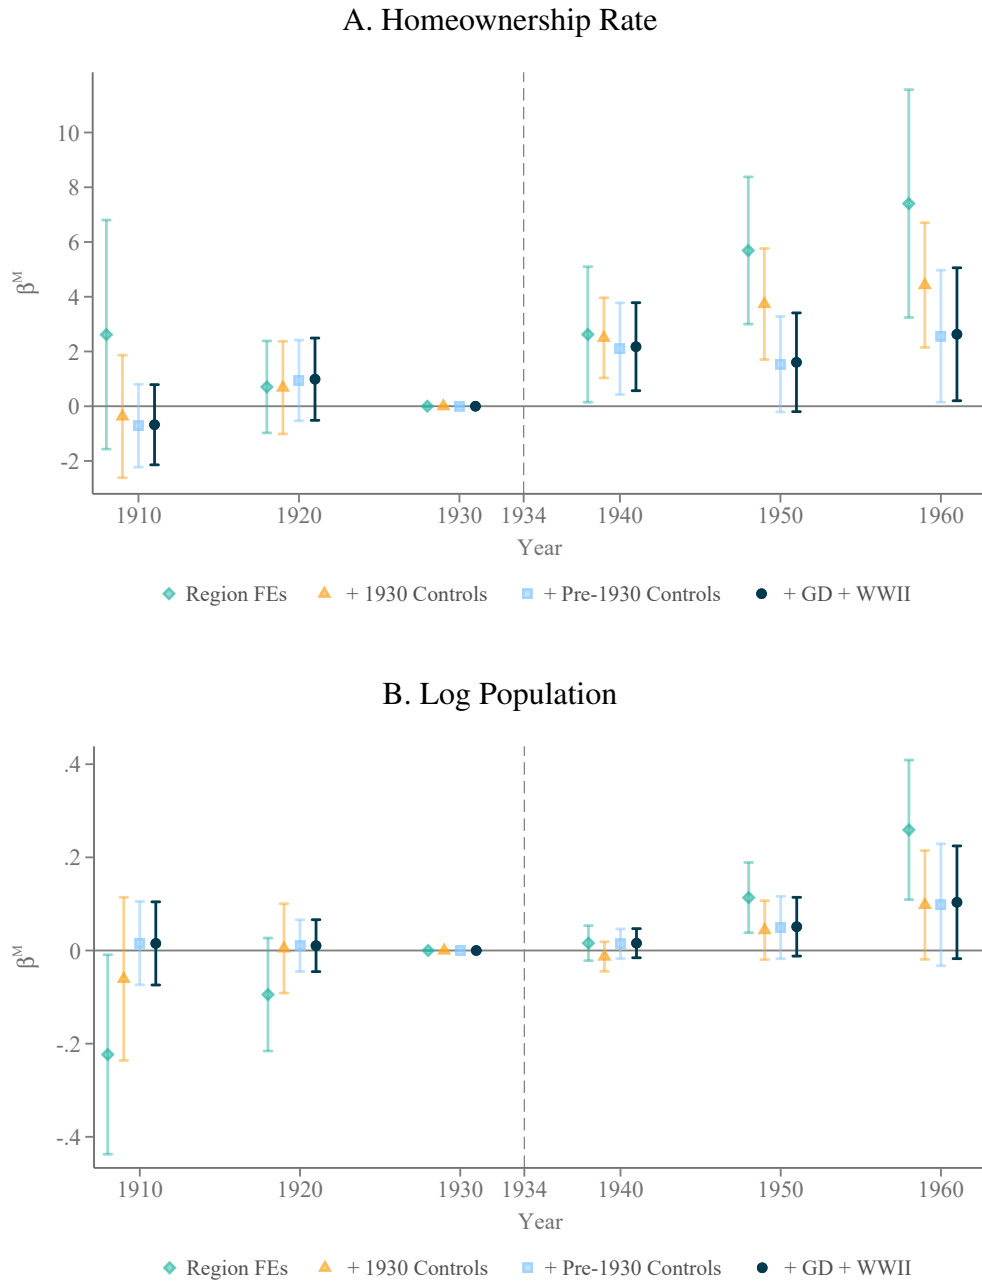 A. Homeownership Rate
10
8
6
4
2
0
-2
β^M
1910 1920 1930 1934 1940 1950 1960
Year
Region FEs + 1930 Controls + Pre-1930 Controls + GD + WWII
B. Log Population
.4
.2
0
-.2
-.4
β^M
1910 1920 1930 1934 1940 1950 1960
Year
Region FEs + 1930 Controls + Pre-1930 Controls + GD + WWII